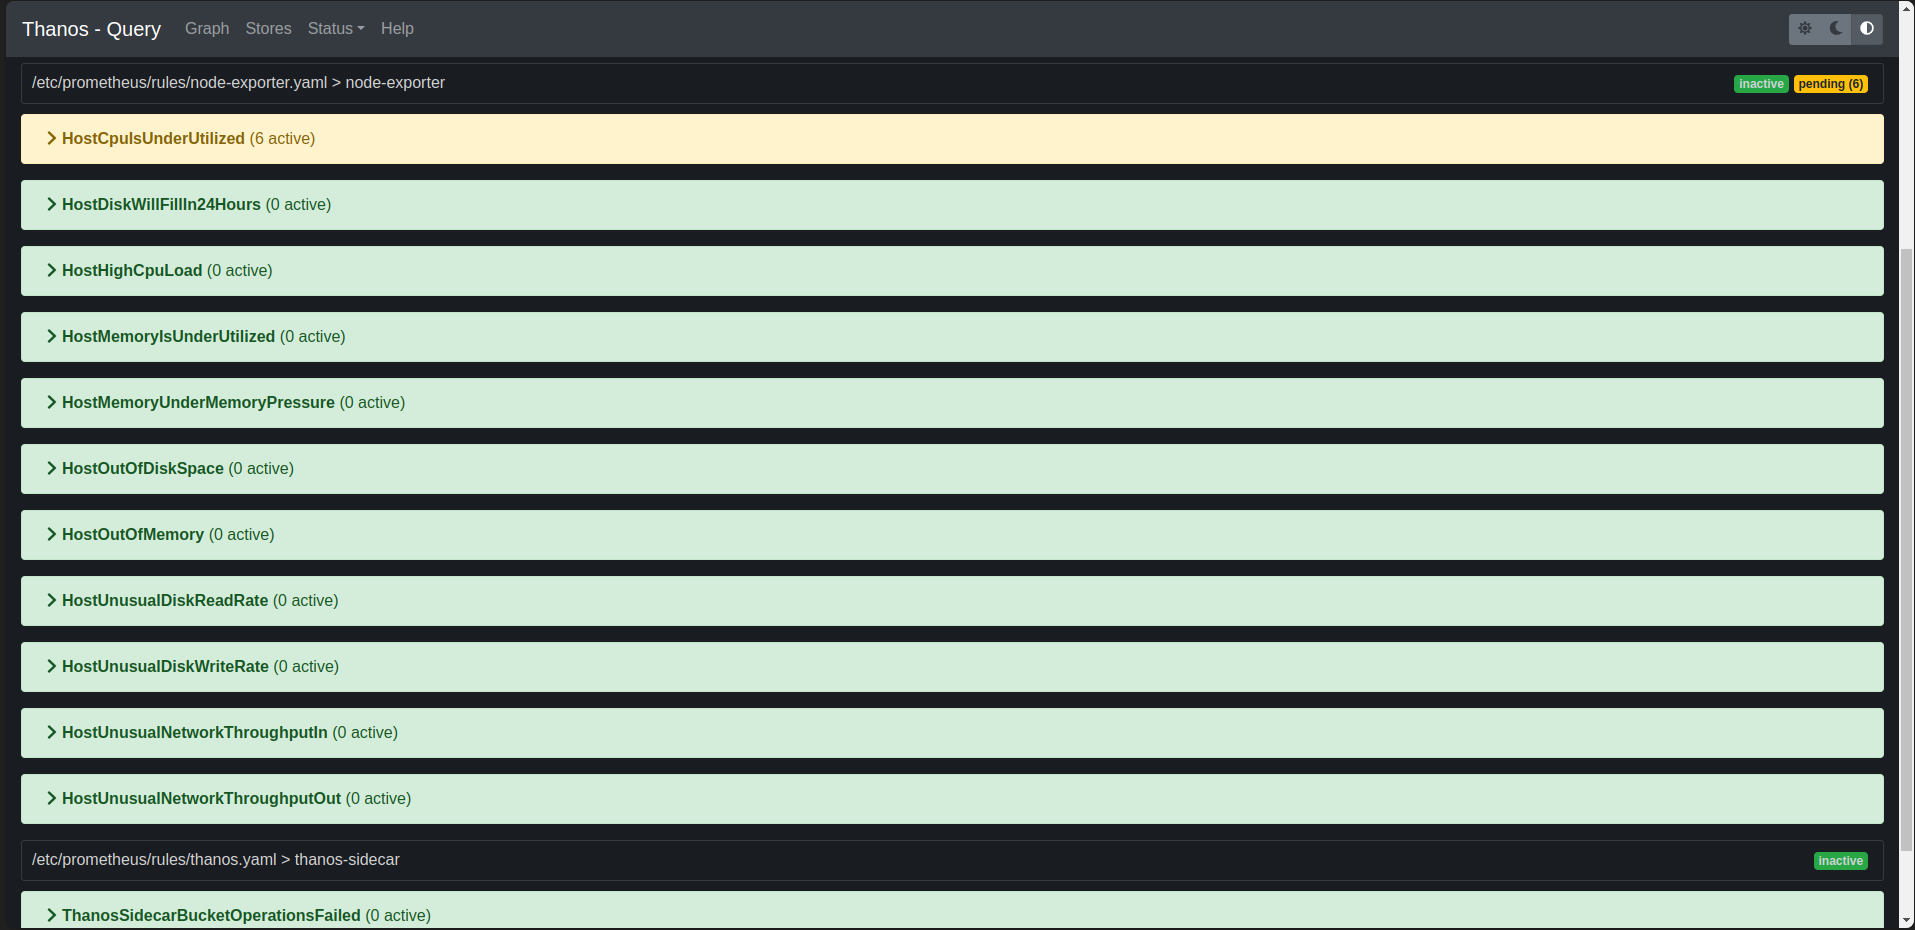 Thanos - Query Graph Stores Status Help
/etc/prometheus/rules/node-exporter.yaml > node-exporter inactive pending (6)
HostCpuIsUnderUtilized (6 active)
HostDiskWillFillIn24Hours (0 active)
HostHighCpuLoad (0 active)
HostMemoryIsUnderUtilized (0 active)
HostMemoryUnderMemoryPressure (0 active)
HostOutOfDiskSpace (0 active)
HostOutOfMemory (0 active)
HostUnusualDiskReadRate (0 active)
HostUnusualDiskWriteRate (0 active)
HostUnusualNetworkThroughputIn (0 active)
HostUnusualNetworkThroughputOut (0 active)
/etc/prometheus/rules/thanos.yaml > thanos-sidecar inactive
ThanosSidecarBucketOperationsFailed (0 active)